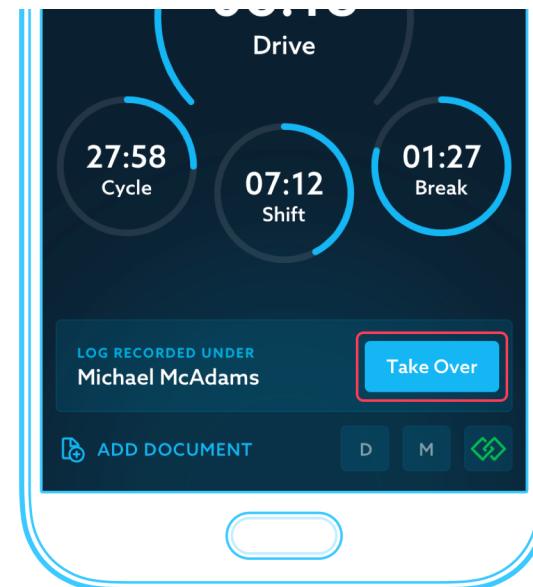 Drive
27:58
Cycle
07:12
Shift
01:27
Break
LOG RECORDED UNDER
Michael McAdams
Take Over
ADD DOCUMENT
D
M